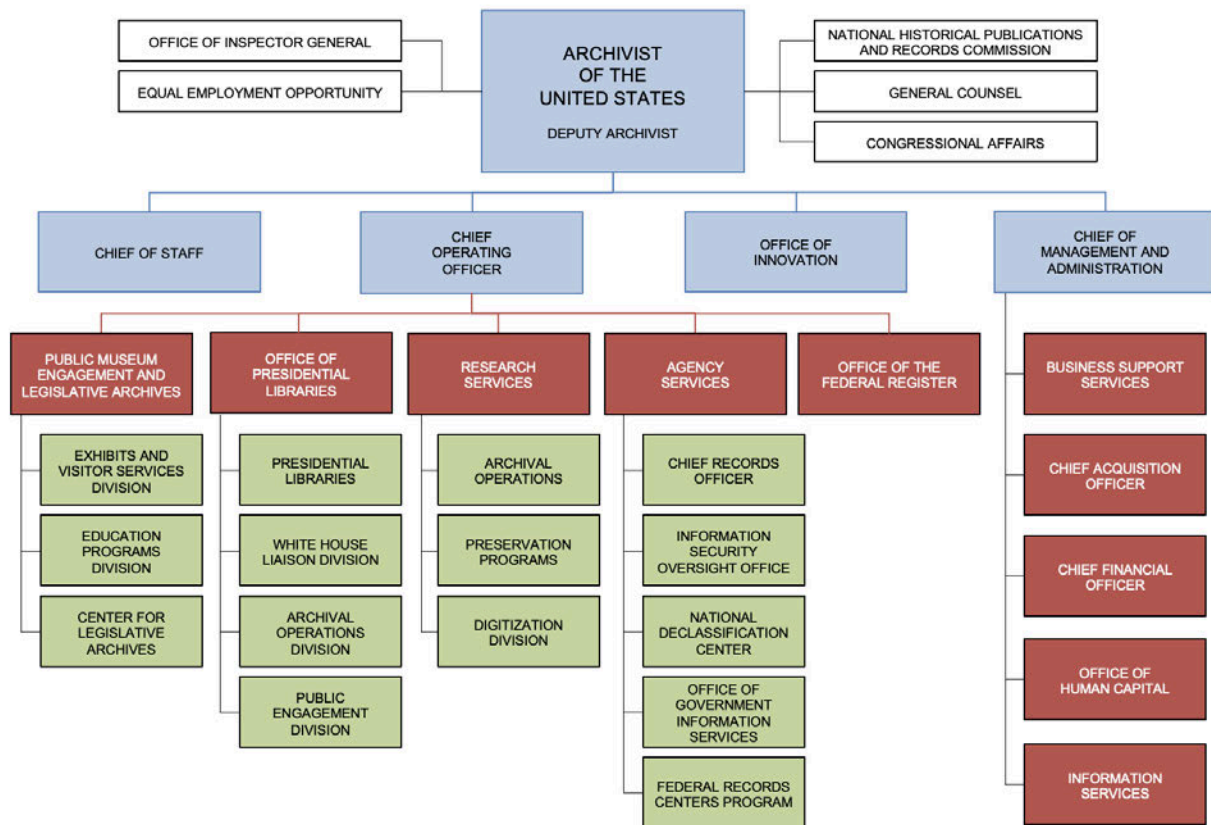 OFFICE OF INSPECTOR GENERAL
EQUAL EMPLOYMENT OPPORTUNITY
ARCHIVIST
OF THE
UNITED STATES
DEPUTY ARCHIVIST
NATIONAL HISTORICAL PUBLICATIONS
AND RECORDS COMMISSION
GENERAL COUNSEL
CONGRESSIONAL AFFAIRS
CHIEF OF STAFF
CHIEF
OPERATING
OFFICER
OFFICE OF
INNOVATION
CHIEF OF
MANAGEMENT AND
ADMINISTRATION
PUBLIC MUSEUM
ENGAGEMENT AND
LEGISLATIVE ARCHIVES
EXHIBITS AND
VISITOR SERVICES
DIVISION
EDUCATION
PROGRAMS
DIVISION
CENTER FOR
LEGISLATIVE
ARCHIVES
OFFICE OF
PRESIDENTIAL
LIBRARIES
PRESIDENTIAL
LIBRARIES
WHITE HOUSE
LIAISON DIVISION
ARCHIVAL
OPERATIONS
DIVISION
PUBLIC
ENGAGEMENT
DIVISION
RESEARCH
SERVICES
ARCHIVAL
OPERATIONS
PRESERVATION
PROGRAMS
DIGITIZATION
DIVISION
AGENCY
SERVICES
CHIEF RECORDS
OFFICER
INFORMATION
SECURITY
OVERSIGHT OFFICE
NATIONAL
DECLASSIFICATION
CENTER
OFFICE OF
GOVERNMENT
INFORMATION
SERVICES
FEDERAL RECORDS
CENTERS PROGRAM
OFFICE OF THE
FEDERAL REGISTER
BUSINESS SUPPORT
SERVICES
CHIEF ACQUISITION
OFFICER
CHIEF FINANCIAL
OFFICER
OFFICE OF
HUMAN CAPITAL
INFORMATION
SERVICES